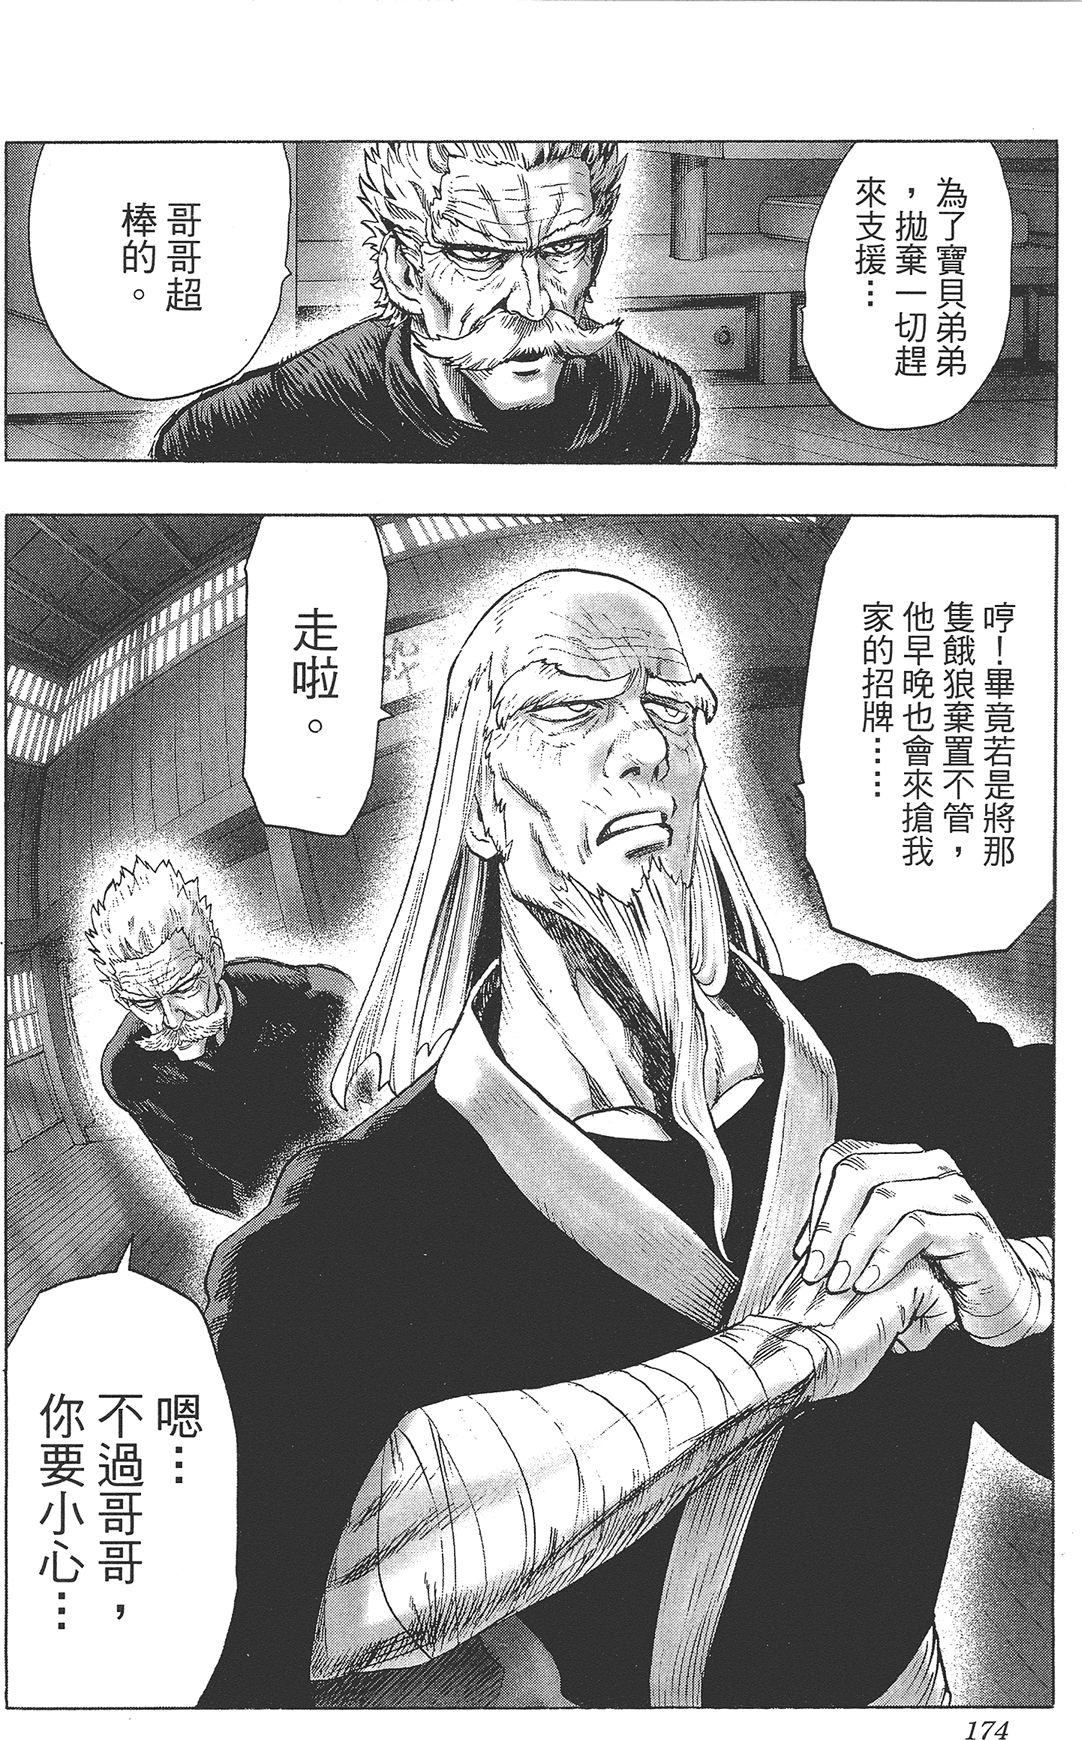 為了寶貝弟弟
，拋棄一切趕
來支援…
哥哥超
棒的。
哼！畢竟若是將那
隻餓狼棄置不管，
他早晚也會來搶我
家的招牌……
走啦。
嗯…
不過哥哥，
你要小心…
174